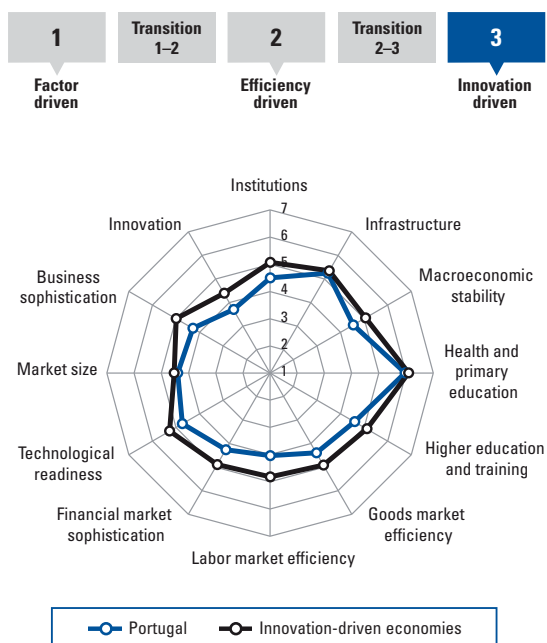 1
Transition
1–2
2
Transition
2–3
3
Factor
driven
Efficiency
driven
Innovation
driven
Institutions
7
6
5
4
3
2
1
Infrastructure
Macroeconomic
stability
Health and
primary
education
Higher education
and training
Goods market
efficiency
Labor market efficiency
Financial market
sophistication
Technological
readiness
Market size
Business
sophistication
Innovation
Portugal
Innovation-driven economies